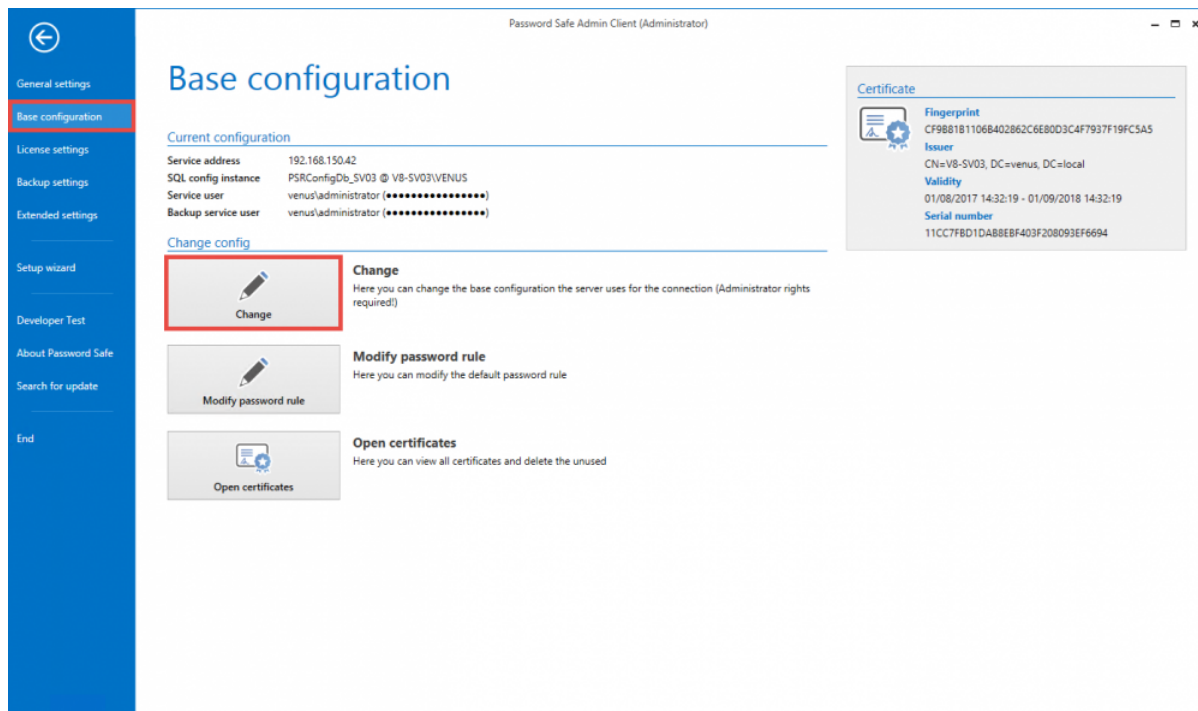 Password Safe Admin Client (Administrator)
General settings
Base configuration
License settings
Backup settings
Extended settings
Setup wizard
Developer Test
About Password Safe
Search for update
End
Base configuration
Current configuration
Service address 192.168.150.42
SQL config instance PSRConfigDb_SV03 @ V8-SV03\VENUS
Service user venus\administrator (●●●●●●●●●●●●●●●●)
Backup service user venus\administrator (●●●●●●●●●●●●●●●●)
Change config
Change
Change
Here you can change the base configuration the server uses for the connection (Administrator rights
required!)
Modify password rule
Modify password rule
Here you can modify the default password rule
Open certificates
Open certificates
Here you can view all certificates and delete the unused
Certificate
Fingerprint
CF9B81B1106B402862C6E80D3C4F7937F19FC5A5
Issuer
CN=V8-SV03, DC=venus, DC=local
Validity
01/08/2017 14:32:19 - 01/09/2018 14:32:19
Serial number
11CC7FBD1DAB8EBF403F208093EF6694